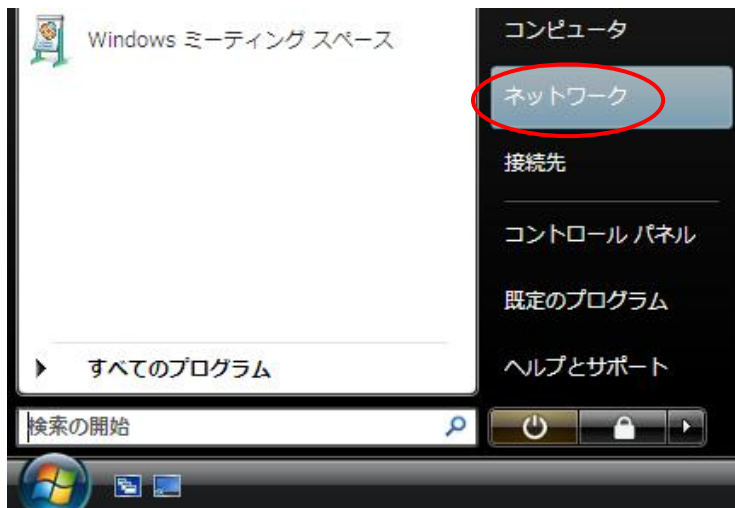 Windows ミーティング スペース
すべてのプログラム
検索の開始
コンピュータ
ネットワーク
接続先
コントロール パネル
既定のプログラム
ヘルプとサポート